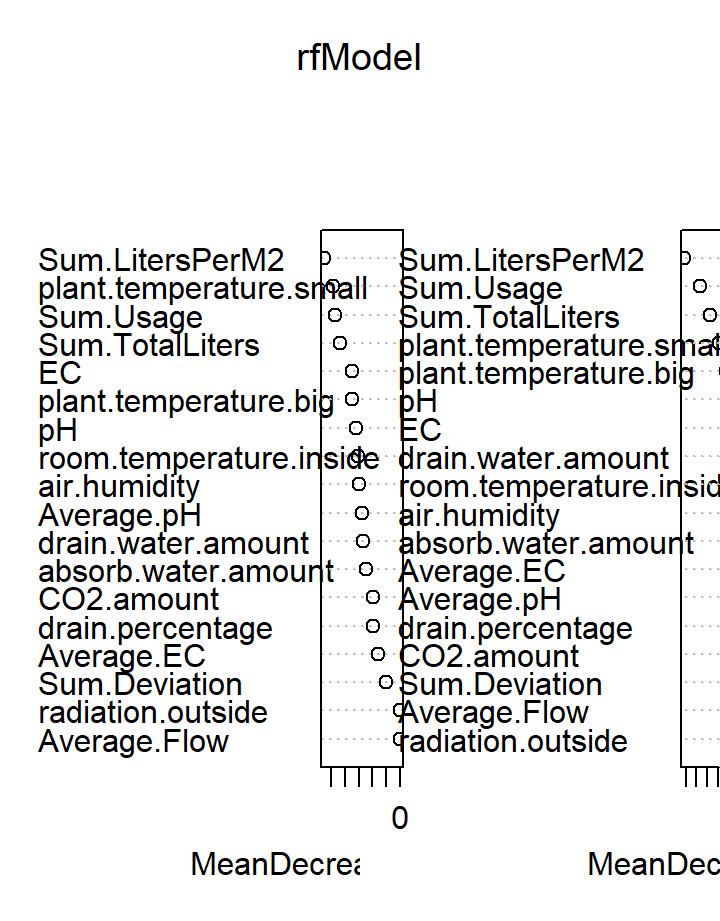 rfModel
Sum.LitersPerM2
plant.temperature.small
Sum.Usage
Sum.TotalLiters
EC
plant.temperature.big
pH
room.temperature.inside
air.humidity
Average.pH
drain.water.amount
absorb.water.amount
CO2.amount
drain.percentage
Average.EC
Sum.Deviation
radiation.outside
Average.Flow
0
MeanDecrea
Sum.LitersPerM2
Sum.Usage
Sum.TotalLiters
plant.temperature.smal
plant.temperature.big
pH
EC
drain.water.amount
room.temperature.insid
air.humidity
absorb.water.amount
Average.EC
Average.pH
drain.percentage
CO2.amount
Sum.Deviation
Average.Flow
radiation.outside
MeanDec